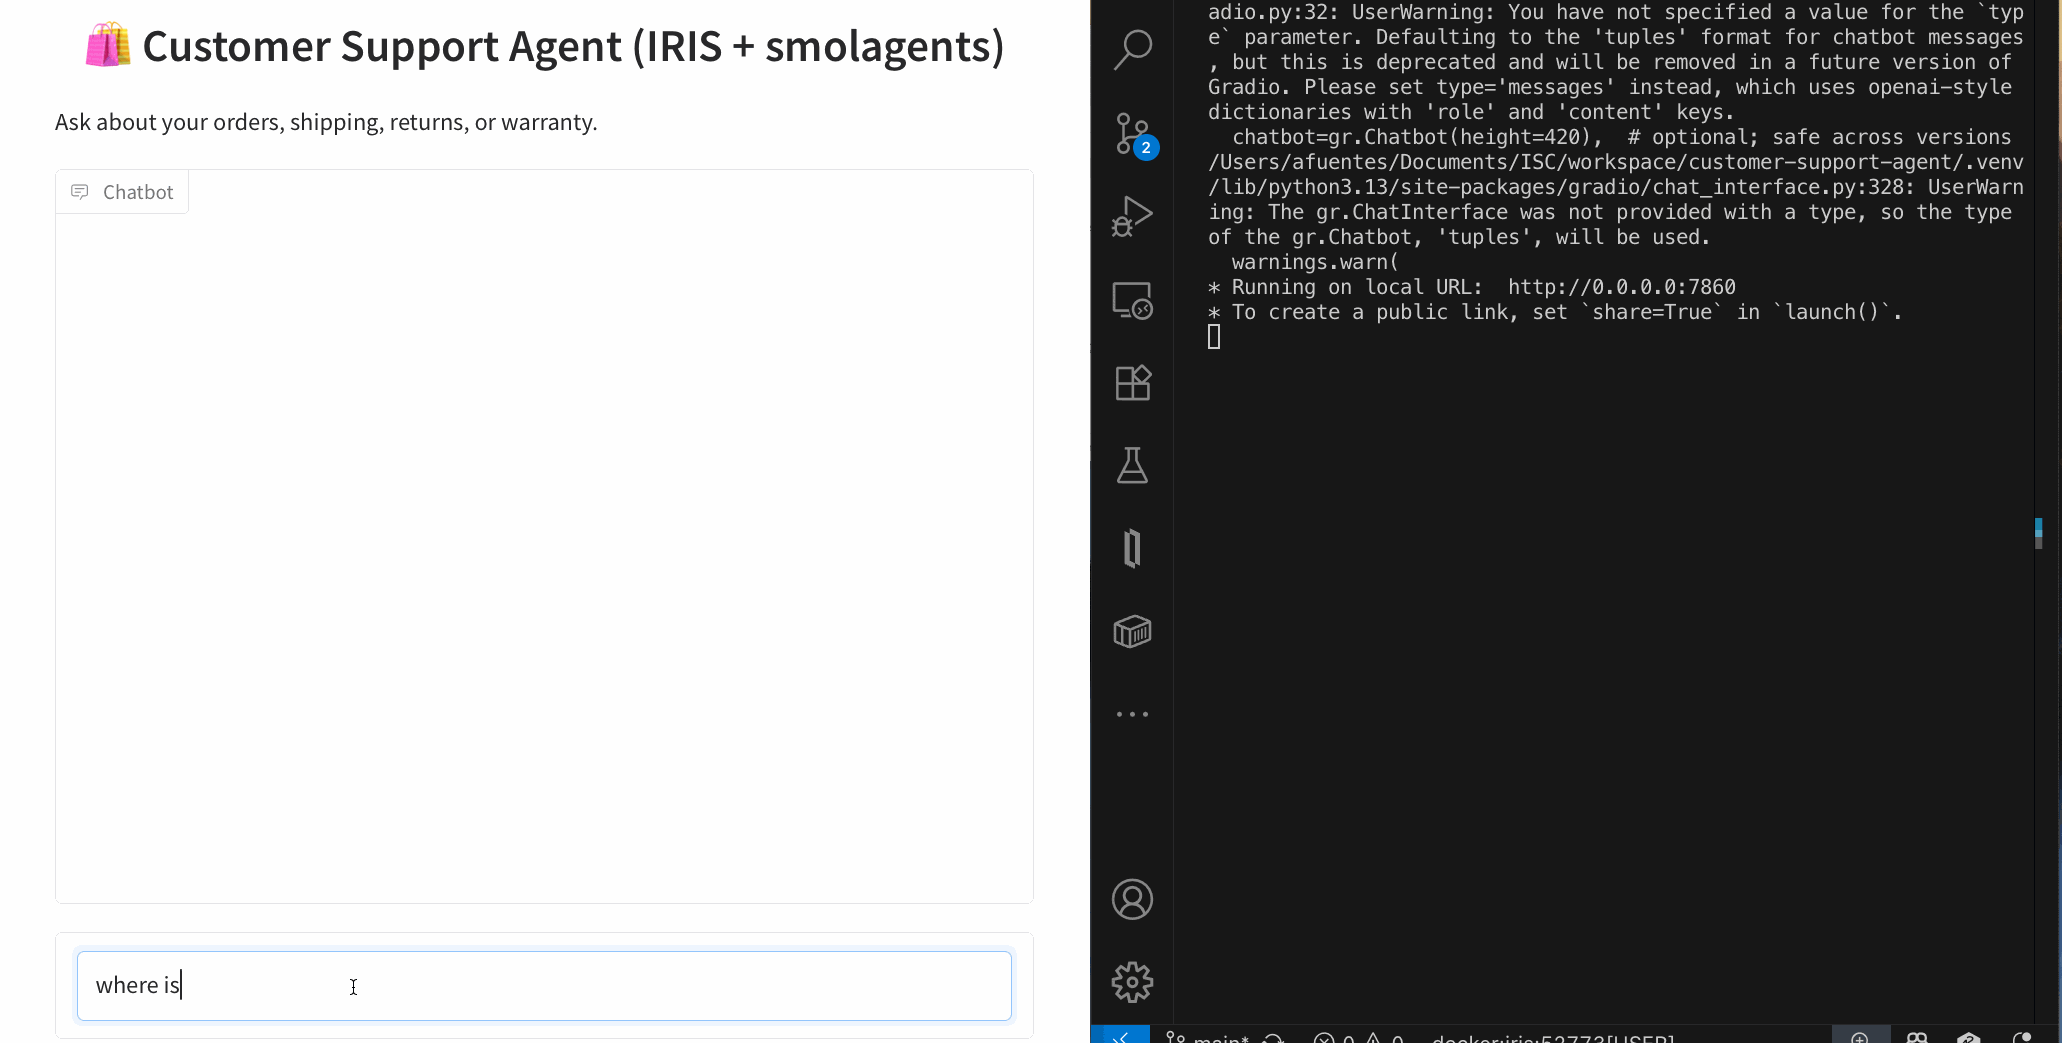 🛍️ Customer Support Agent (IRIS + smolagents)
Ask about your orders, shipping, returns, or warranty.
Chatbot
where is
adio.py:32: UserWarning: You have not specified a value for the `typ
e` parameter. Defaulting to the 'tuples' format for chatbot messages
, but this is deprecated and will be removed in a future version of
Gradio. Please set type='messages' instead, which uses openai-style
dictionaries with 'role' and 'content' keys.
  chatbot=gr.Chatbot(height=420),  # optional; safe across versions
/Users/afuentes/Documents/ISC/workspace/customer-support-agent/.venv
/lib/python3.13/site-packages/gradio/chat_interface.py:328: UserWarn
ing: The gr.ChatInterface was not provided with a type, so the type
of the gr.Chatbot, 'tuples', will be used.
  warnings.warn(
* Running on local URL:  http://0.0.0.0:7860
* To create a public link, set `share=True` in `launch()`.
2
main* 0 0 docker:iris:52773[USER]